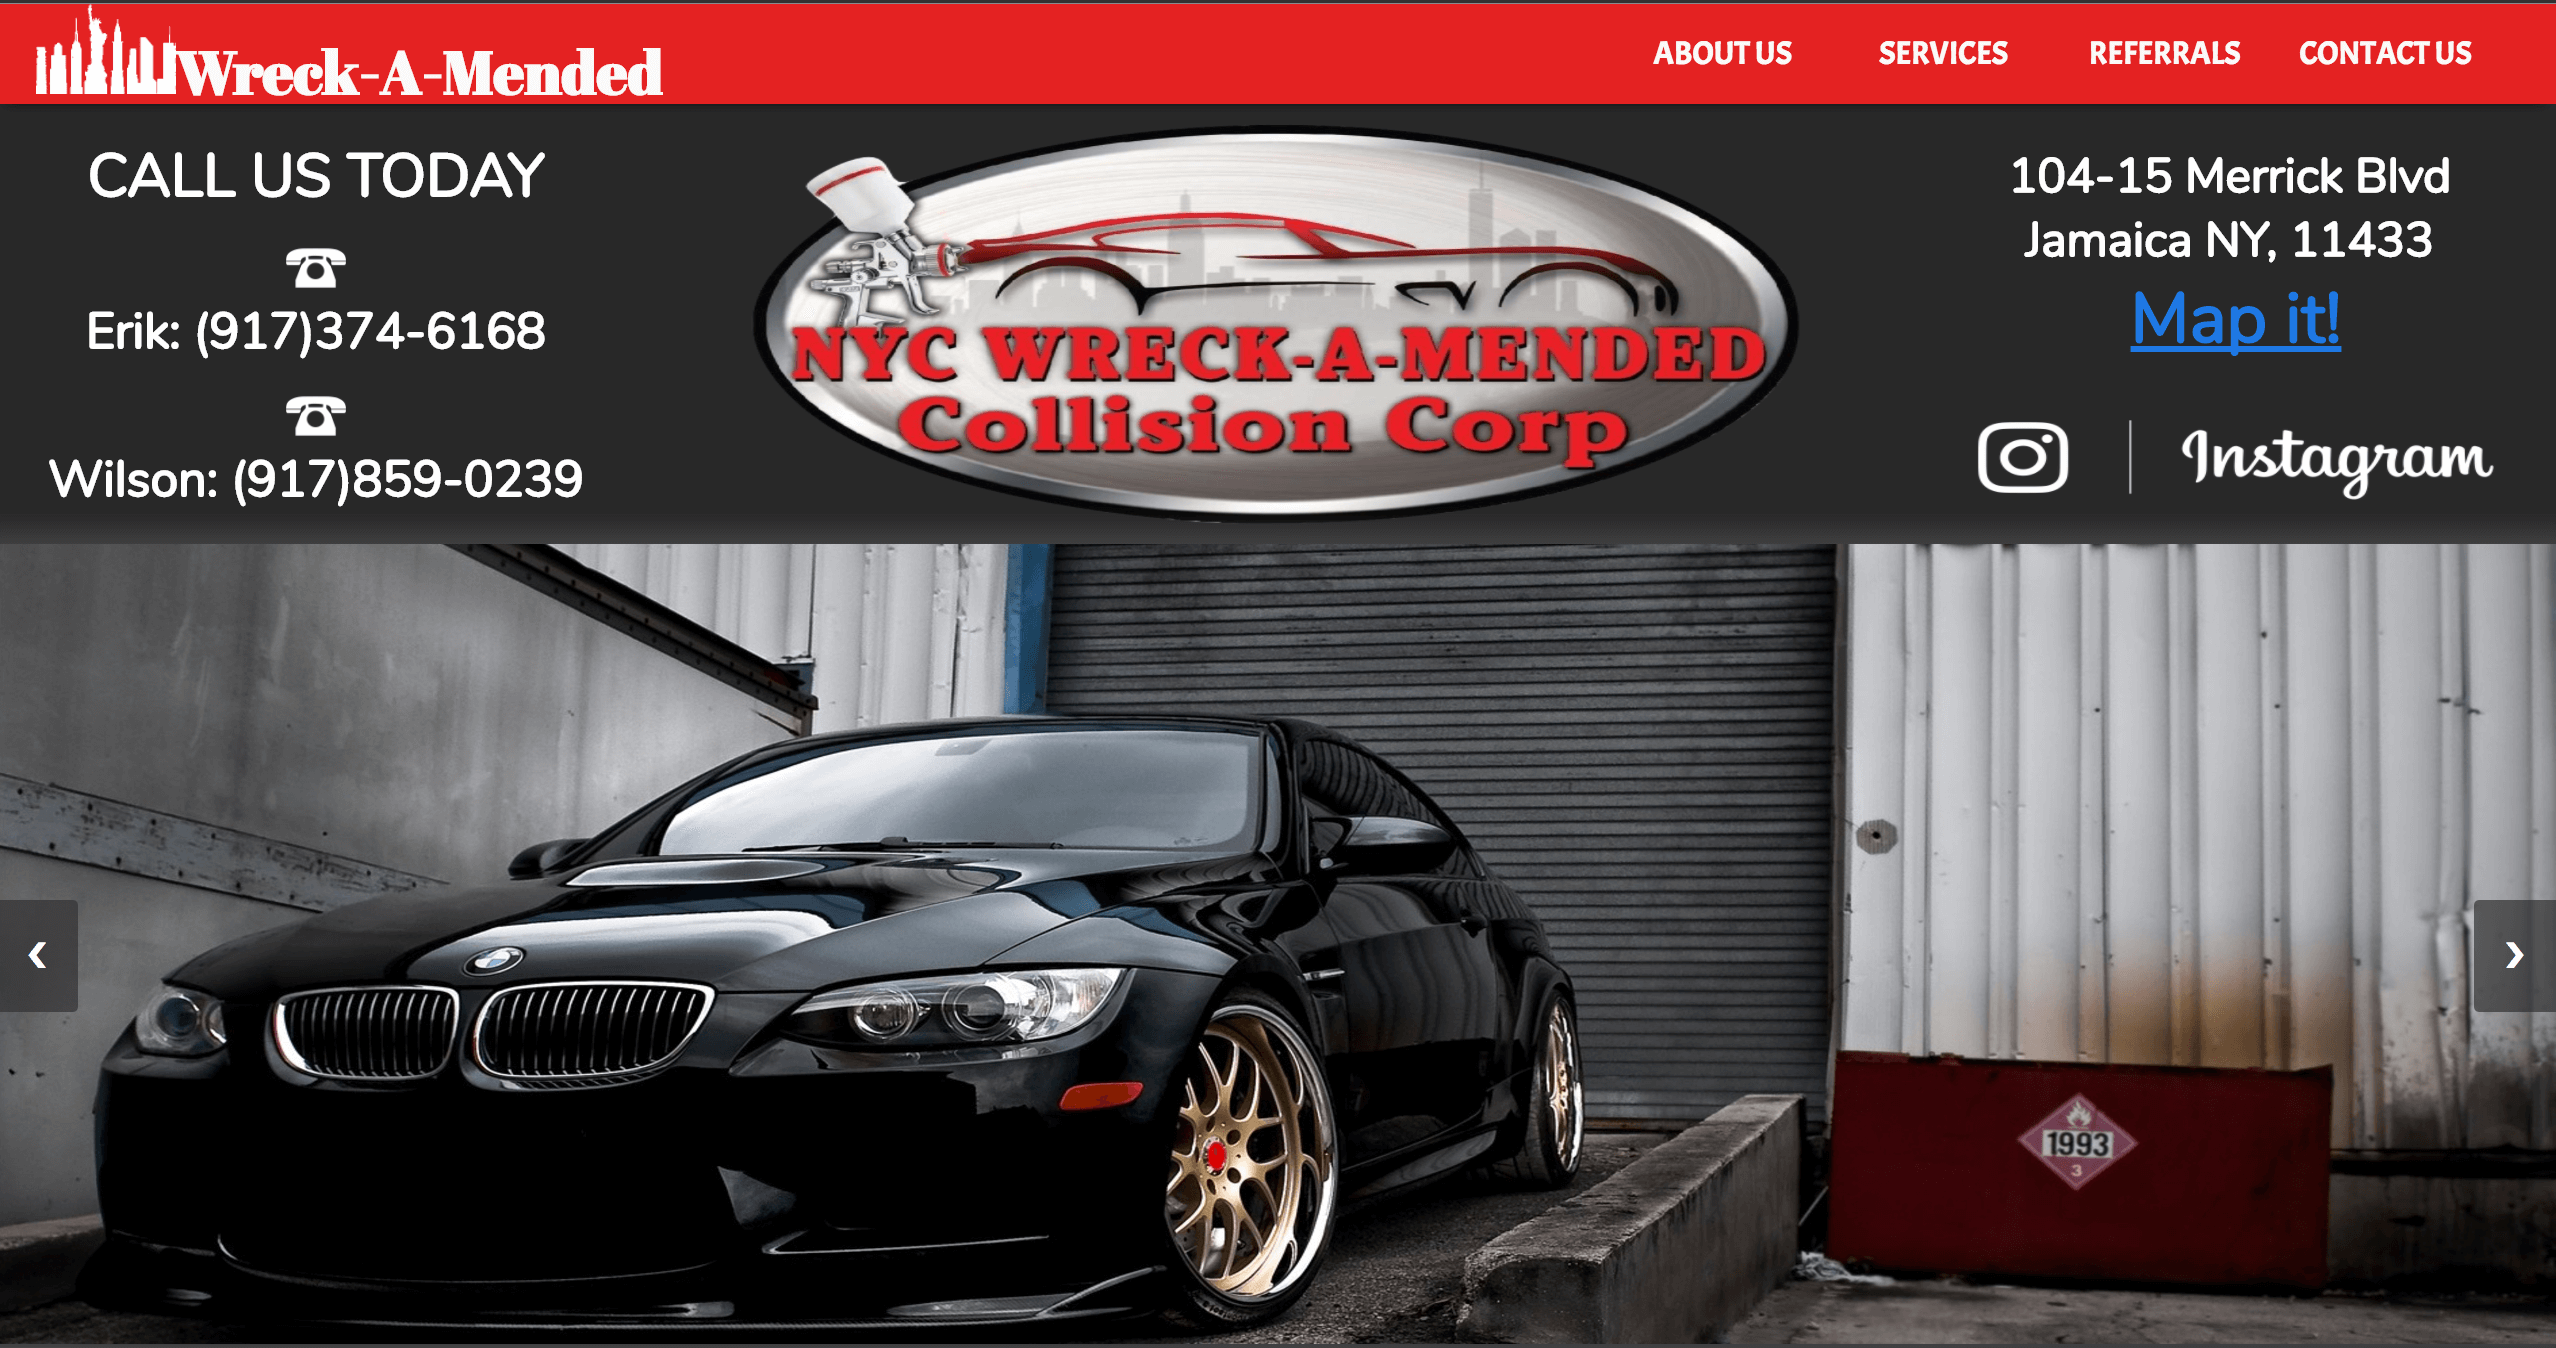 Wreck-A-Mended
ABOUT US
SERVICES
REFERRALS
CONTACT US
CALL US TODAY
Erik: (917)374-6168
Wilson: (917)859-0239
NYC WRECK-A-MENDED
Collision Corp
104-15 Merrick Blvd
Jamaica NY, 11433
Map it!
Instagram
‹
›
1993
3